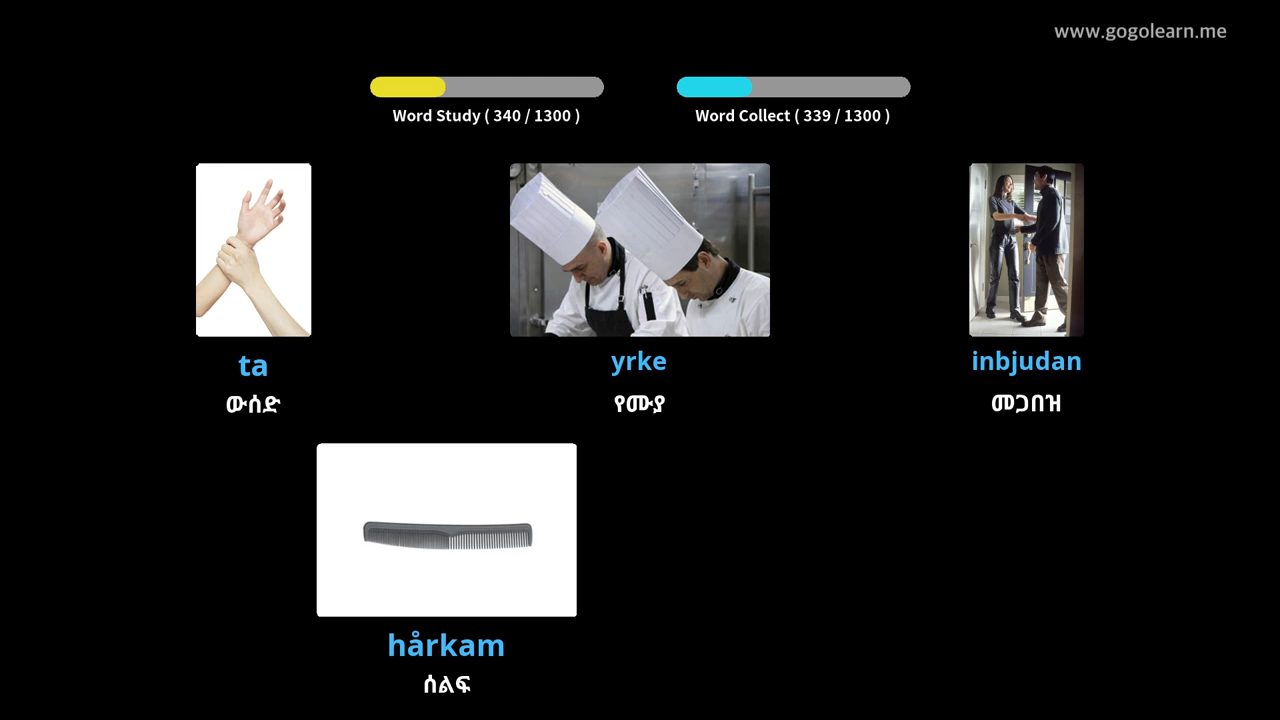 www.gogolearn.me
Word Study ( 340 / 1300 )
Word Collect ( 339 / 1300 )
ta
ውሰድ
yrke
የሙያ
inbjudan
መጋበዝ
hårkam
ሰልፍ